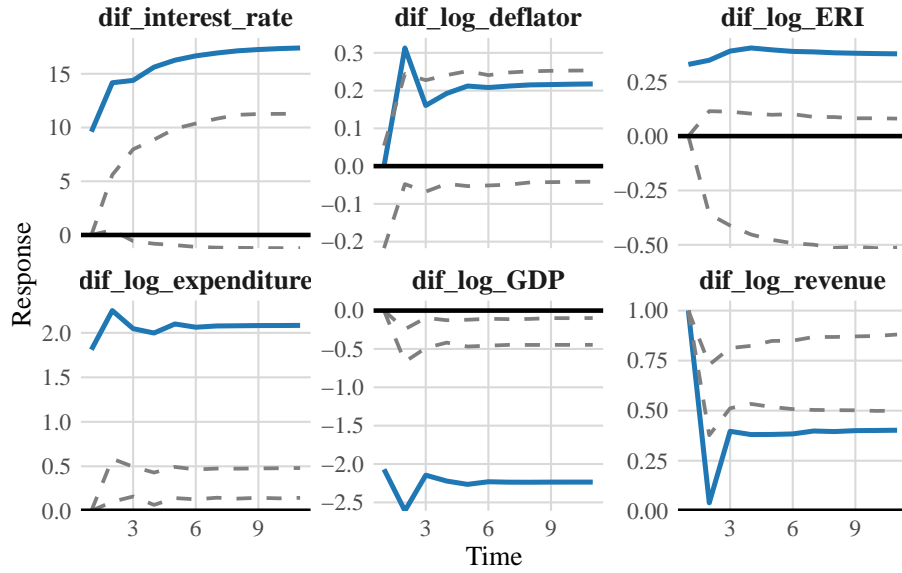 dif_interest_rate
dif_log_deflator
dif_log_ERI
15
10
5
0
0.3
0.2
0.1
0.0
−0.1
−0.2
0.25
0.00
−0.25
−0.50
Response
dif_log_expenditure
dif_log_GDP
dif_log_revenue
2.0
1.5
1.0
0.5
0.0
0.0
−0.5
−1.0
−1.5
−2.0
−2.5
1.00
0.75
0.50
0.25
0.00
3 6 9
3 6 9
3 6 9
Time